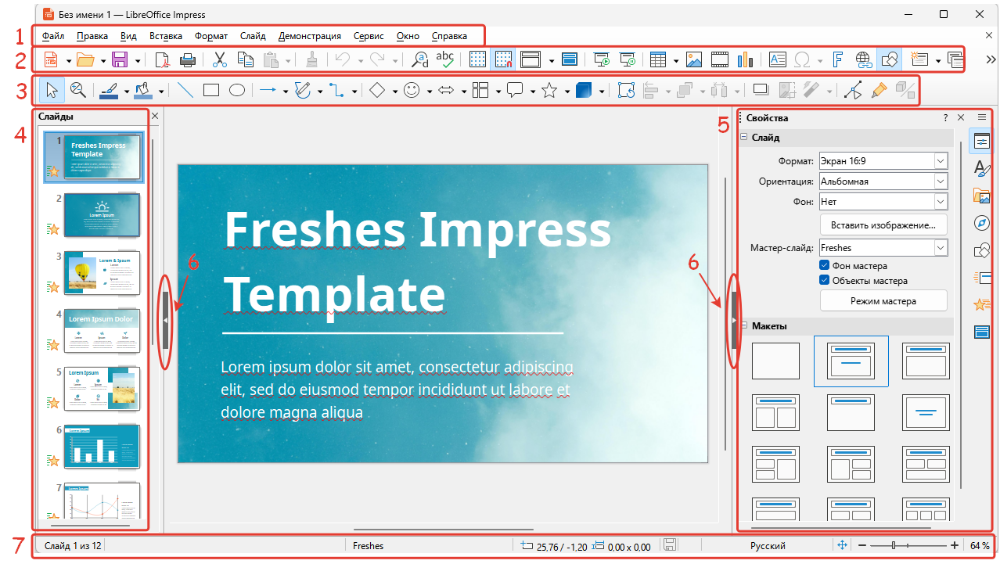 Без имени 1 — LibreOffice Impress
1
Файл Правка Вид Вставка Формат Слайд Демонстрация Сервис Окно Справка
2
abc
3
4
Слайды
1
Freshes Impress
Template
2
Lorem Ipsum
3
Lorem & Ipsum
4
Lorem Ipsum Dolor
5
Lorem Ipsum
6
Lorem Ipsum
7
Lorem Ipsum
6
Freshes Impress
Template
Lorem ipsum dolor sit amet, consectetur adipiscing
elit, sed do eiusmod tempor incididunt ut labore et
dolore magna aliqua
6
5
Свойства
Слайд
Формат: Экран 16:9
Ориентация: Альбомная
Фон: Нет
Вставить изображение...
Мастер-слайд: Freshes
Фон мастера
Объекты мастера
Режим мастера
Макеты
7
Слайд 1 из 12 Freshes 25,76 / -1,20 0,00 x 0,00 Русский 64 %